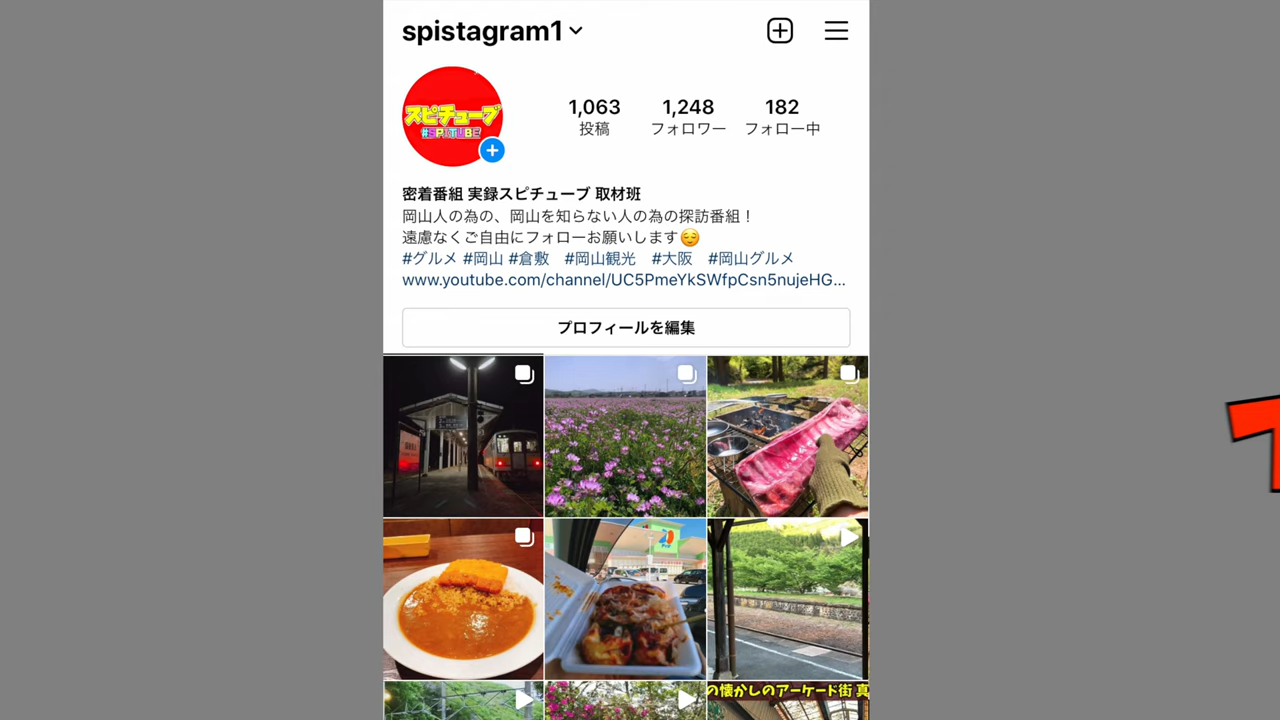 spistagram1
スピチューブ
#SPITUBE
1,063
投稿
1,248
フォロワー
182
フォロー中
密着番組 実録スピチューブ 取材班
岡山人の為の、岡山を知らない人の為の探訪番組！
遠慮なくご自由にフォローお願いします😌
#グルメ #岡山 #倉敷　#岡山観光　#大阪　#岡山グルメ
www.youtube.com/channel/UC5PmeYkSWfpCsn5nujeHG...
プロフィールを編集
の懐かしのアーケード街 真